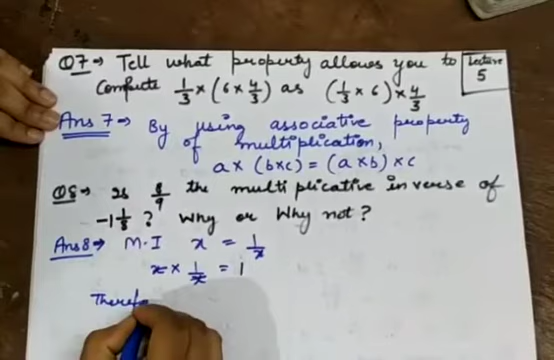 Q7→ Tell what property allows you to
Compute 1/3 × (6 × 4/3) as (1/3 × 6) × 4/3
Lecture
5
Ans 7→ By using associative property
of multiplication,
a × (b×c) = (a×b) × c
Q8→ Is 8/9 the multiplicative inverse of
-1 1/8 ? Why or Why not ?
Ans8→ M.I x = 1/x
x × 1/x = 1
Therefo